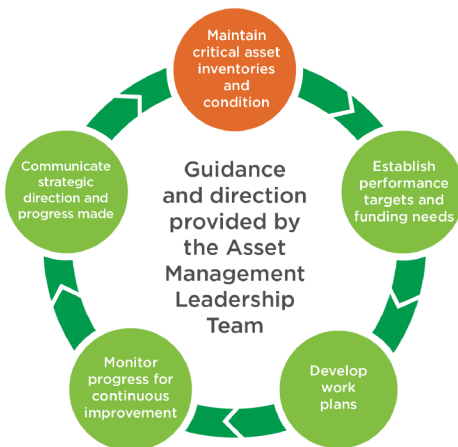 Maintain
critical asset
inventories
and
condition
Establish
performance
targets and
funding needs
Develop
work
plans
Monitor
progress for
continuous
improvement
Communicate
strategic
direction and
progress made
Guidance
and direction
provided by
the Asset
Management
Leadership
Team